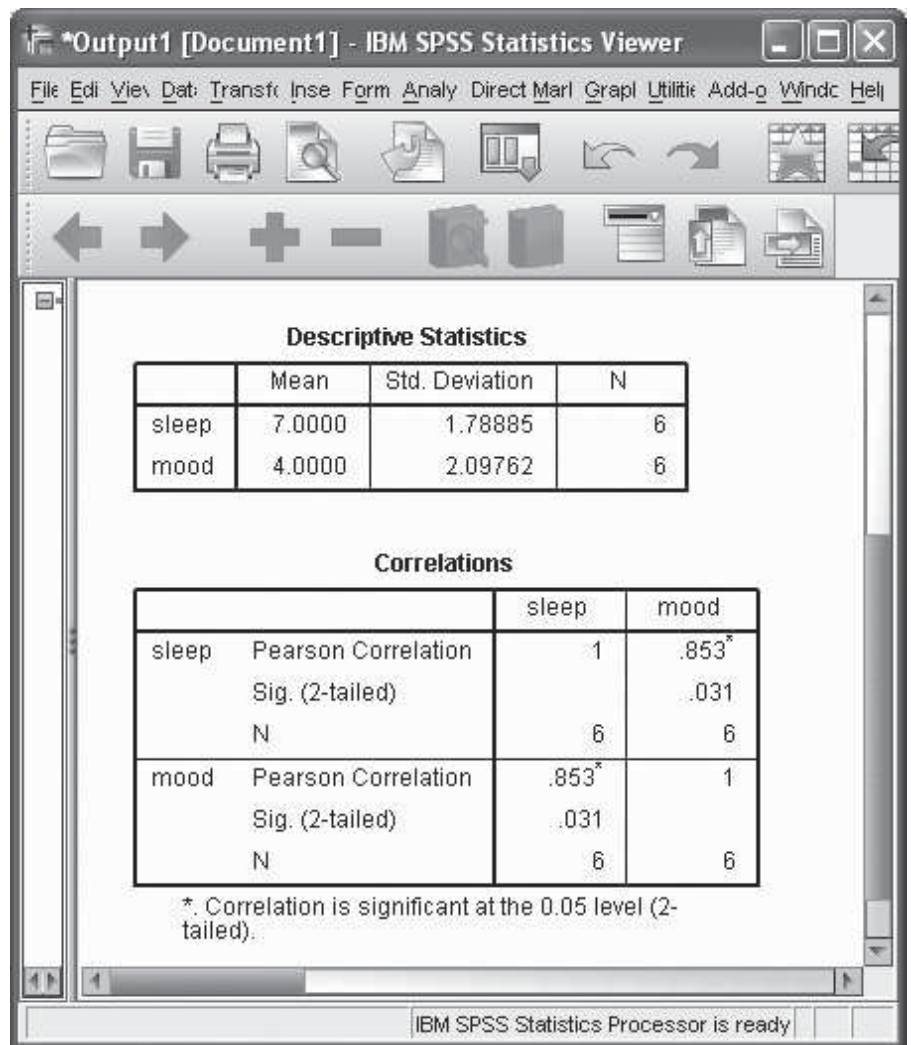 *Output1 [Document1] - IBM SPSS Statistics Viewer
File Edi Viev Dat Transfo Inse Form Analy Direct Marl Grapl Utilitie Add-o Windo Help
Descriptive Statistics
Mean Std. Deviation N
sleep 7.0000 1.78885 6
mood 4.0000 2.09762 6
Correlations
sleep mood
sleep Pearson Correlation 1 .853*
Sig. (2-tailed) .031
N 6 6
mood Pearson Correlation .853* 1
Sig. (2-tailed) .031
N 6 6
*. Correlation is significant at the 0.05 level (2-
tailed).
IBM SPSS Statistics Processor is ready